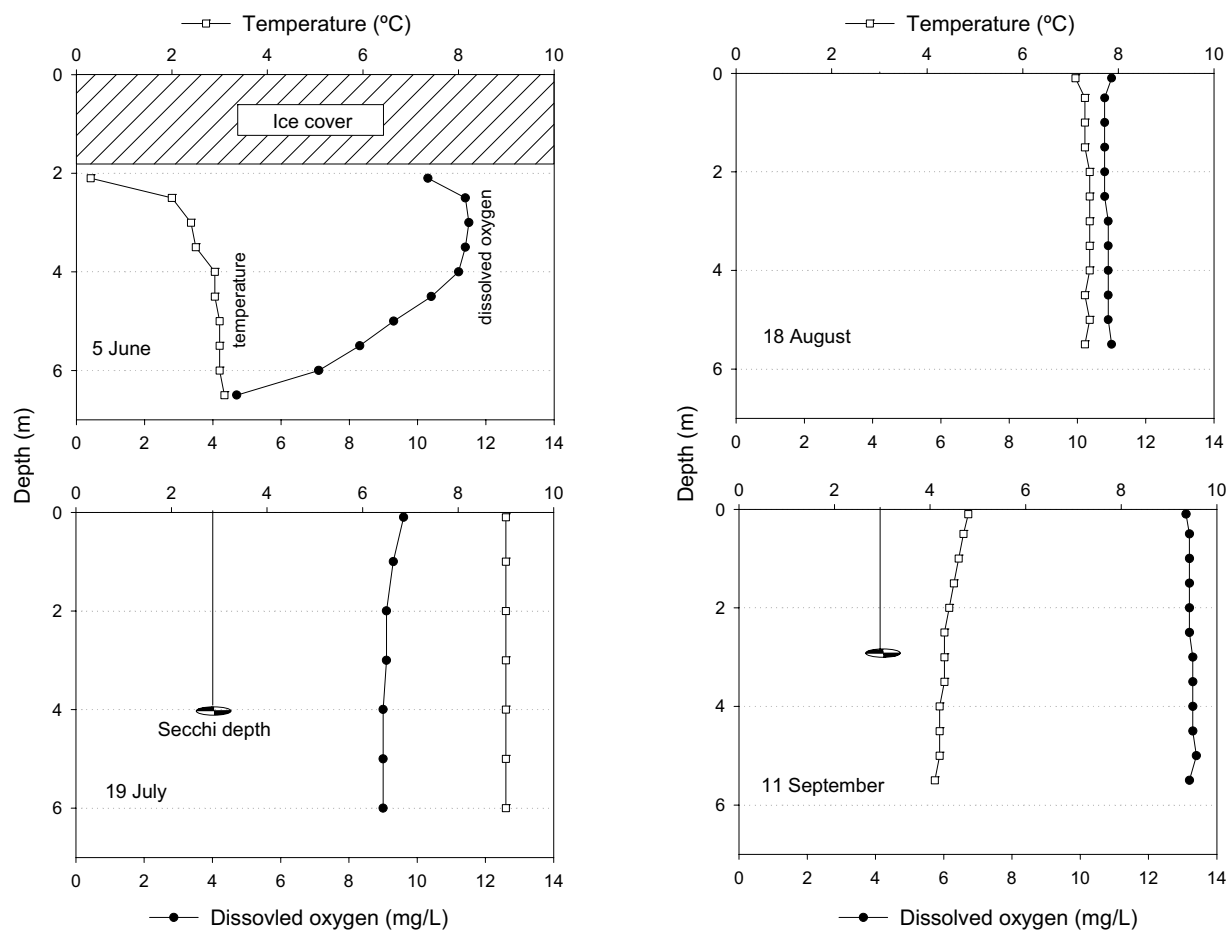 Temperature (ºC)
0 2 4 6 8 10
0
2
4
6
Ice cover
temperature
dissolved oxygen
5 June
0 2 4 6 8 10 12 14
Temperature (ºC)
0 2 4 6 8 10
0
2
4
6
18 August
0 2 4 6 8 10 12 14
Depth (m)
0 2 4 6 8 10
0
2
4
6
Secchi depth
19 July
0 2 4 6 8 10 12 14
Dissovled oxygen (mg/L)
Depth (m)
0 2 4 6 8 10
0
2
4
6
11 September
0 2 4 6 8 10 12 14
Dissolved oxygen (mg/L)